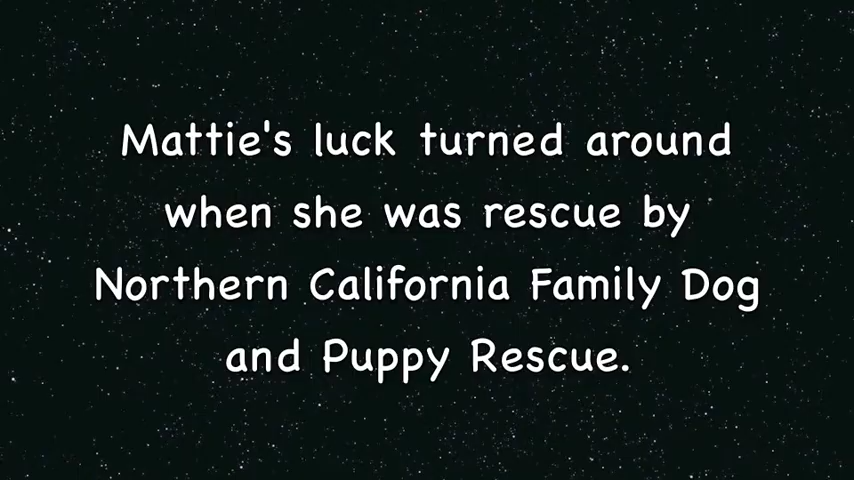 Mattie's luck turned around
when she was rescue by
Northern California Family Dog
and Puppy Rescue.